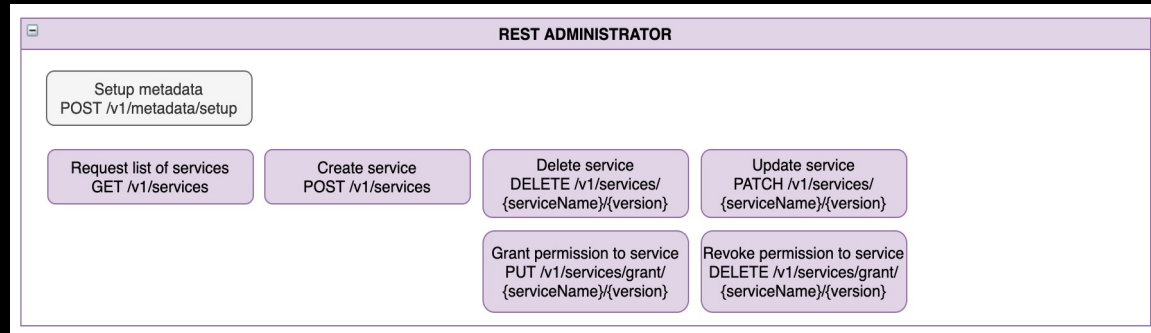 REST ADMINISTRATOR
Setup metadata
POST /v1/metadata/setup
Request list of services
GET /v1/services
Create service
POST /v1/services
Delete service
DELETE /v1/services/
{serviceName}/{version}
Update service
PATCH /v1/services/
{serviceName}/{version}
Grant permission to service
PUT /v1/services/grant/
{serviceName}/{version}
Revoke permission to service
DELETE /v1/services/grant/
{serviceName}/{version}